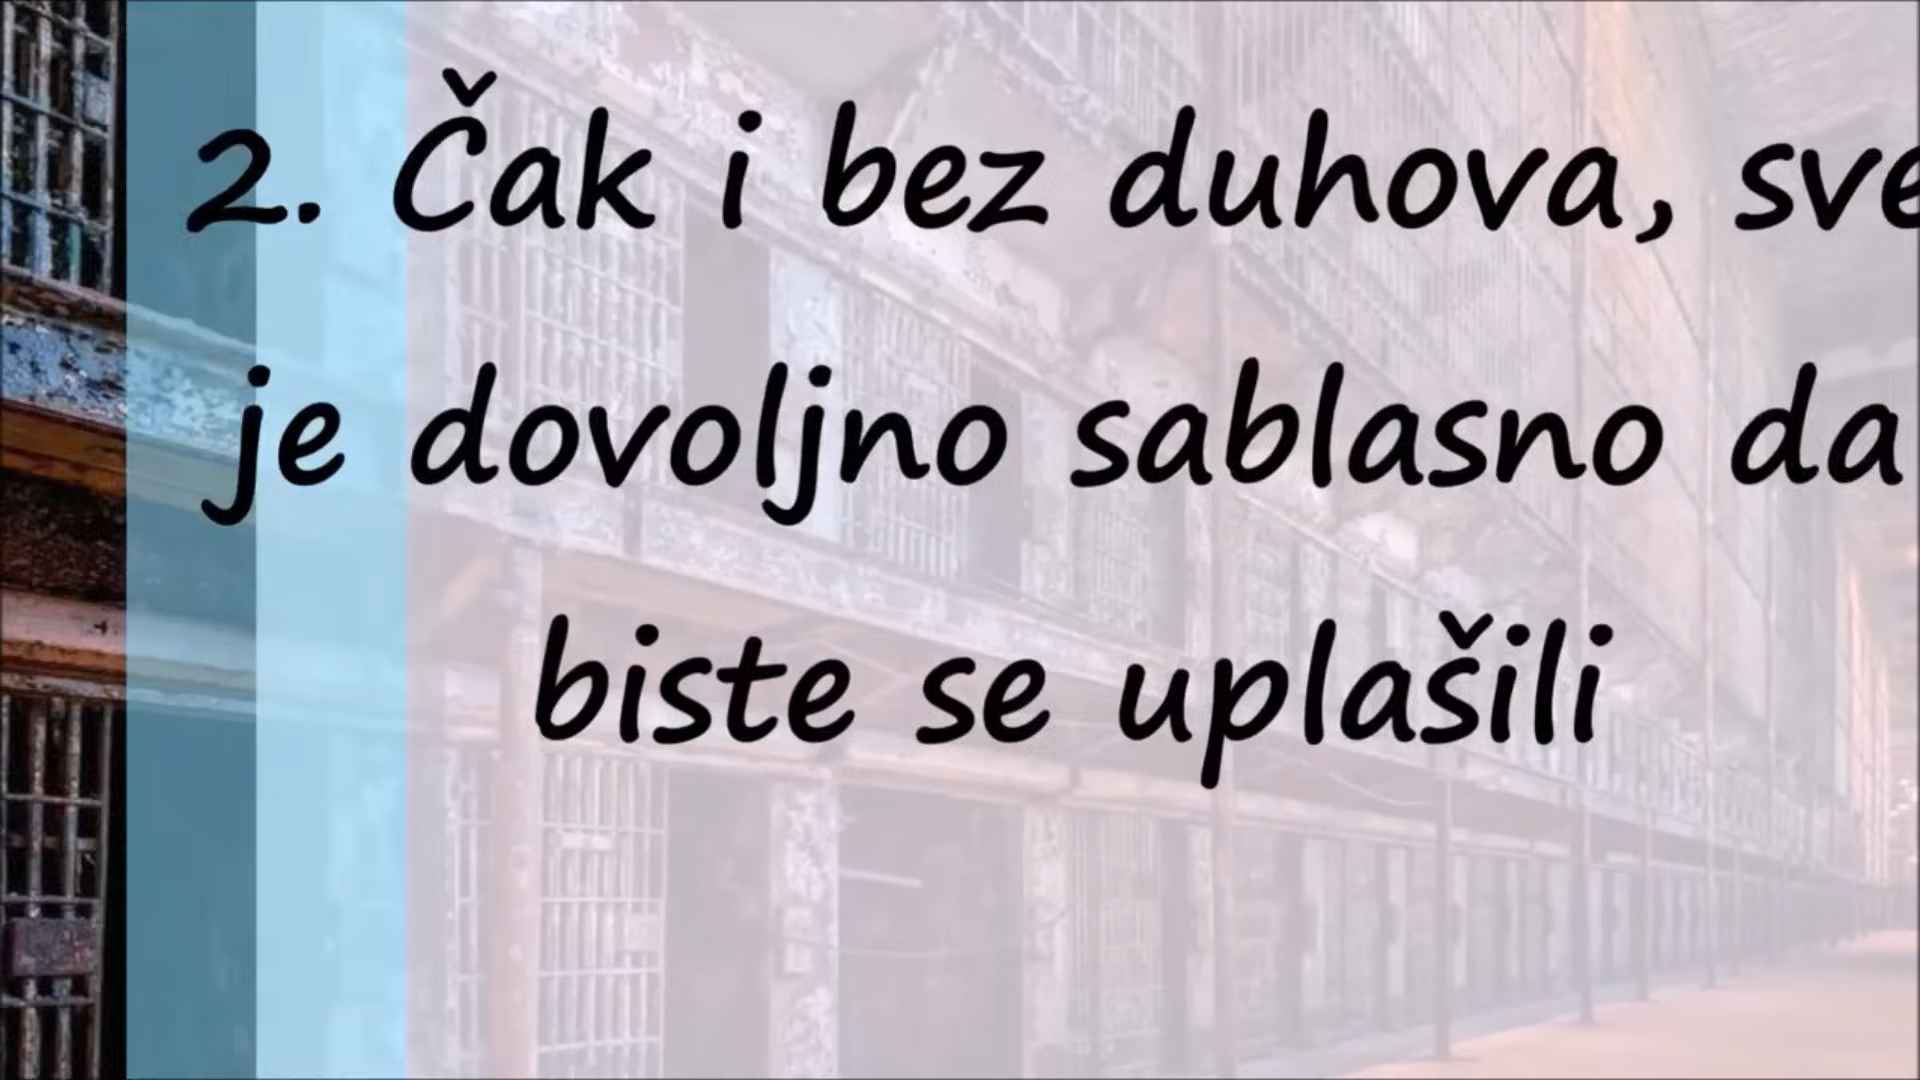 2. Čak i bez duhova, sve
je dovoljno sablasno da
biste se uplašili